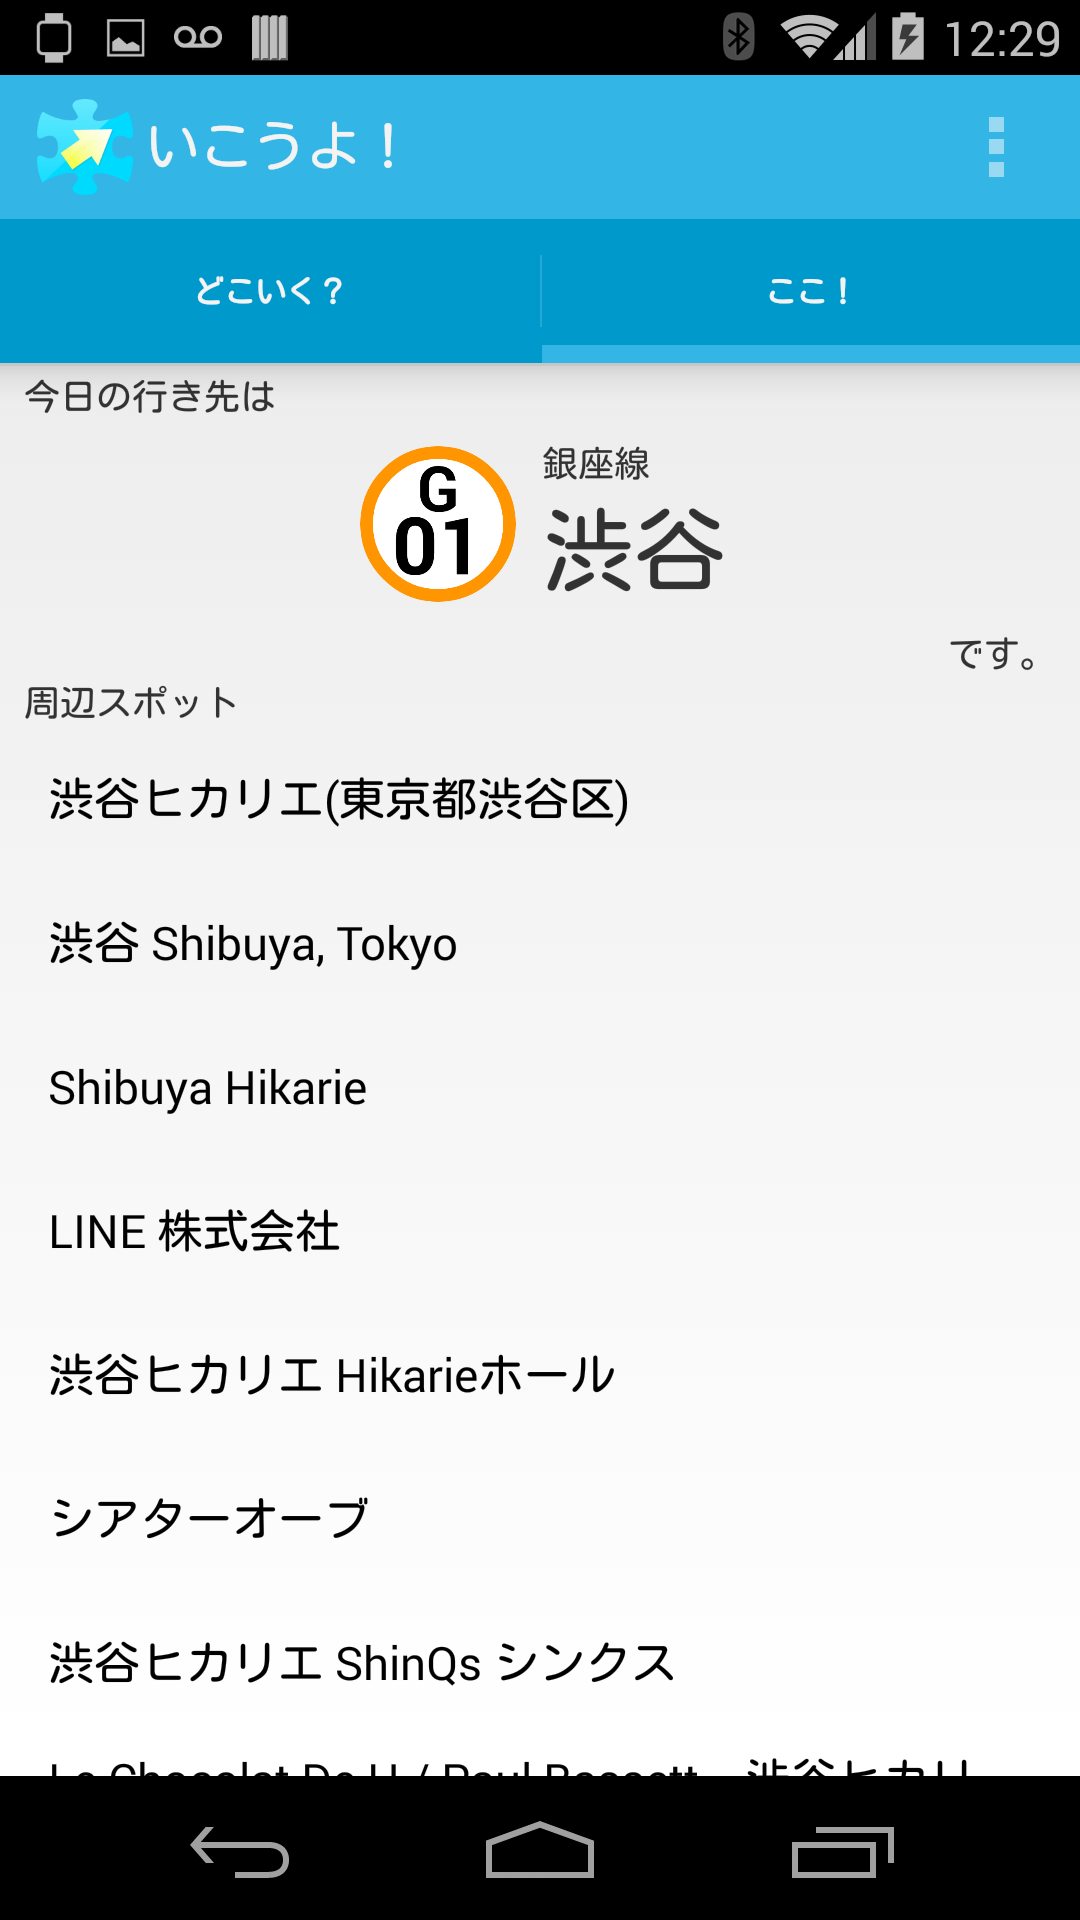 12:29
いこうよ！
どこいく？
ここ！
今日の行き先は
G
01
銀座線
渋谷
です。
周辺スポット
渋谷ヒカリエ(東京都渋谷区)
渋谷 Shibuya, Tokyo
Shibuya Hikarie
LINE 株式会社
渋谷ヒカリエ Hikarieホール
シアターオーブ
渋谷ヒカリエ ShinQs シンクス